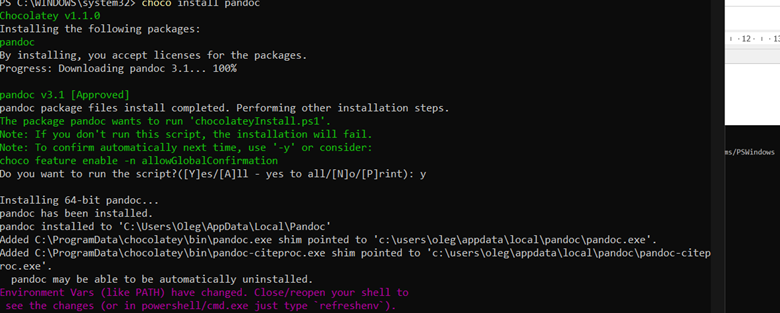 PS C:\WINDOWS\system32> choco install pandoc
Chocolatey v1.1.0
Installing the following packages:
pandoc
By installing, you accept licenses for the packages.
Progress: Downloading pandoc 3.1... 100%
pandoc v3.1 [Approved]
pandoc package files install completed. Performing other installation steps.
The package pandoc wants to run 'chocolateyInstall.ps1'.
Note: If you don't run this script, the installation will fail.
Note: To confirm automatically next time, use '-y' or consider:
choco feature enable -n allowGlobalConfirmation
Do you want to run the script?([Y]es/[A]ll - yes to all/[N]o/[P]rint): y
Installing 64-bit pandoc...
pandoc has been installed.
pandoc installed to 'C:\Users\Oleg\AppData\Local\Pandoc'
Added C:\ProgramData\chocolatey\bin\pandoc.exe shim pointed to 'c:\users\oleg\appdata\local\pandoc\pandoc.exe'.
Added C:\ProgramData\chocolatey\bin\pandoc-citeproc.exe shim pointed to 'c:\users\oleg\appdata\local\pandoc\pandoc-citep
roc.exe'.
pandoc may be able to be automatically uninstalled.
Environment Vars (like PATH) have changed. Close/reopen your shell to
see the changes (or in powershell/cmd.exe just type `refreshenv`).
12 · 13
ms/PSWindows